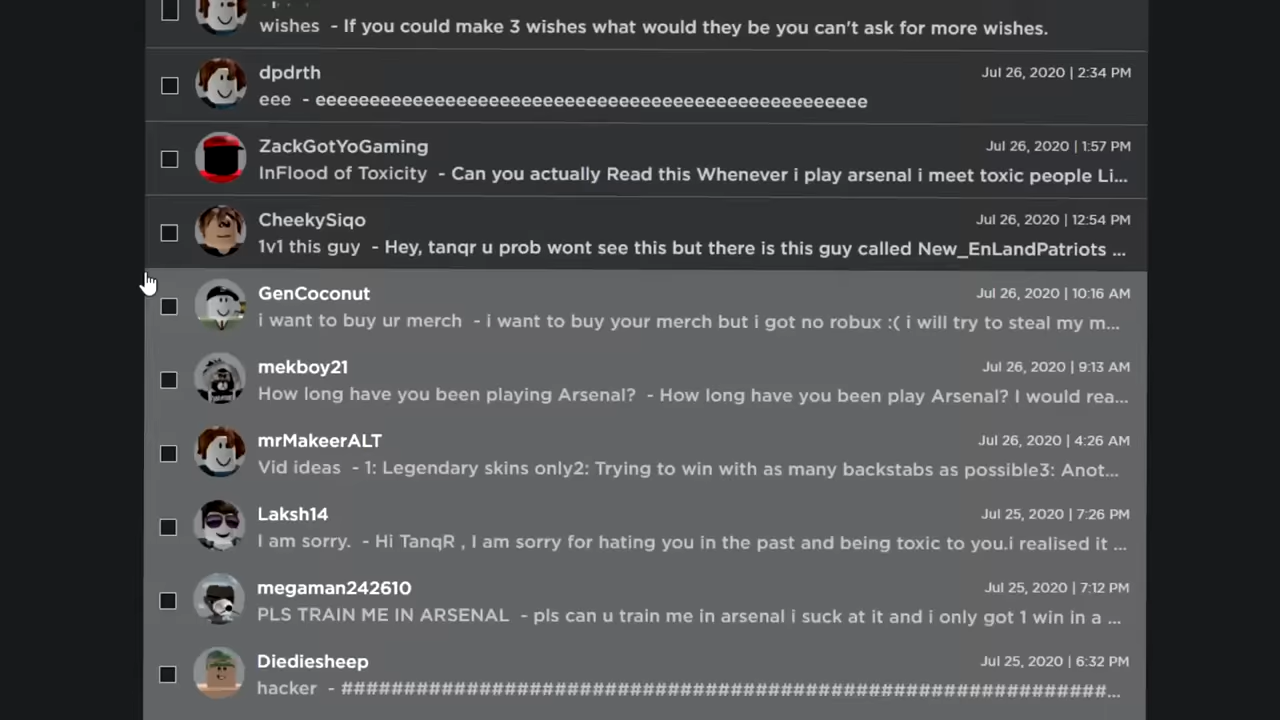 wishes - If you could make 3 wishes what would they be you can't ask for more wishes.
dpdrth Jul 26, 2020 | 2:34 PM
eee - eeeeeeeeeeeeeeeeeeeeeeeeeeeeeeeeeeeeeeeeeeeeeeeee
ZackGotYoGaming Jul 26, 2020 | 1:57 PM
InFlood of Toxicity - Can you actually Read this Whenever i play arsenal i meet toxic people Li...
CheekySiqo Jul 26, 2020 | 12:54 PM
1v1 this guy - Hey, tanqr u prob wont see this but there is this guy called New_EnLandPatriots ...
GenCoconut Jul 26, 2020 | 10:16 AM
i want to buy ur merch - i want to buy your merch but i got no robux :( i will try to steal my m...
mekboy21 Jul 26, 2020 | 9:13 AM
How long have you been playing Arsenal? - How long have you been play Arsenal? I would rea...
mrMakeerALT Jul 26, 2020 | 4:26 AM
Vid ideas - 1: Legendary skins only2: Trying to win with as many backstabs as possible3: Anot...
Laksh14 Jul 25, 2020 | 7:26 PM
I am sorry. - Hi TanqR , I am sorry for hating you in the past and being toxic to you.i realised it ...
megaman242610 Jul 25, 2020 | 7:12 PM
PLS TRAIN ME IN ARSENAL - pls can u train me in arsenal i suck at it and i only got 1 win in a ...
Diediesheep Jul 25, 2020 | 6:32 PM
hacker - #############################################################...